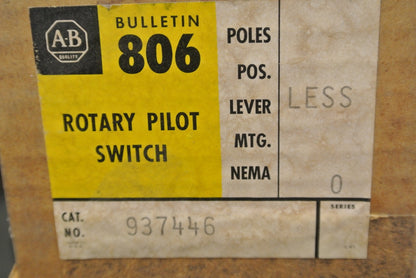 A-B
QUALITY
BULLETIN
806
ROTARY PILOT
SWITCH
POLES
POS.
LEVER LESS
MTG.
NEMA 0
SERIES
CAT.
NO. 937446